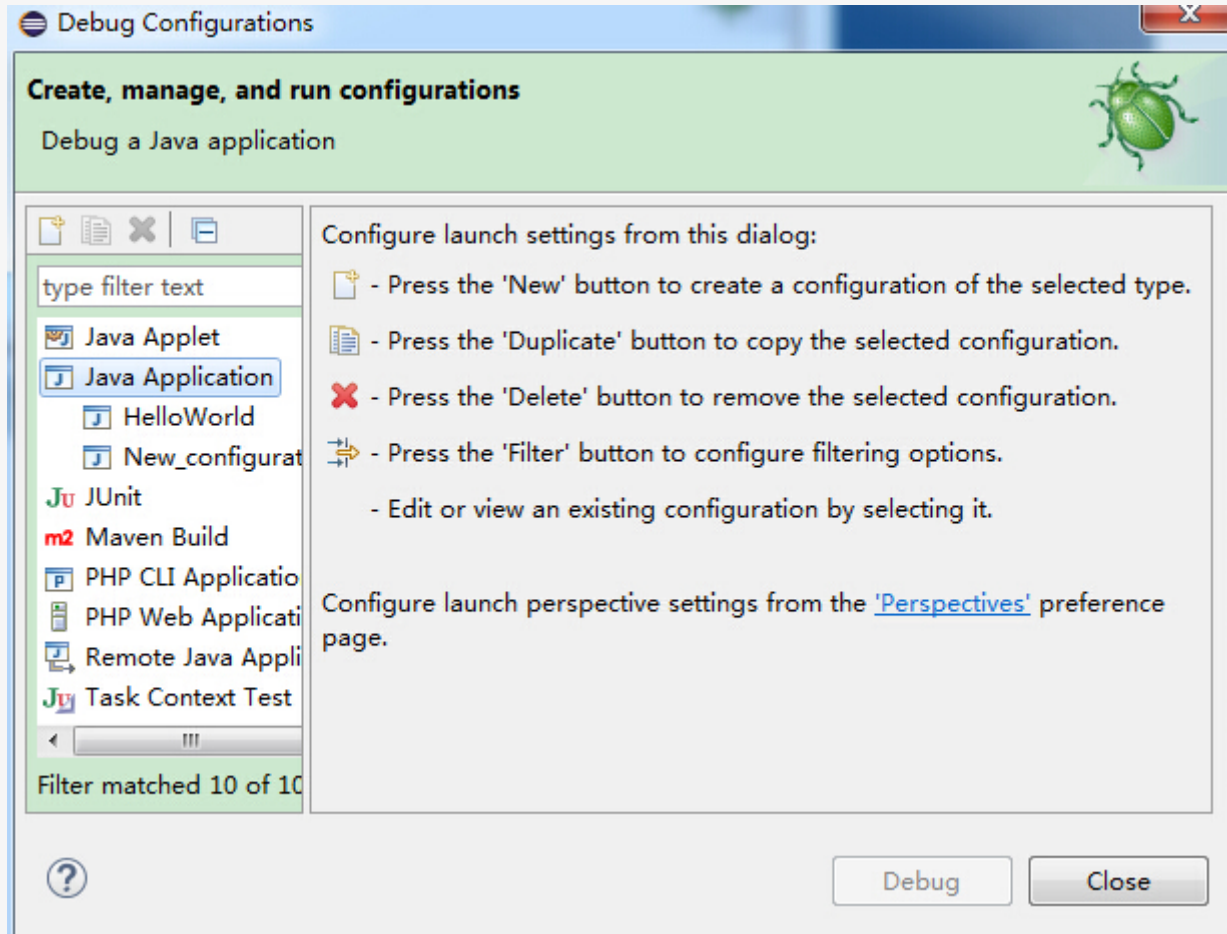 Debug Configurations
Create, manage, and run configurations
Debug a Java application
type filter text
Java Applet
Java Application
HelloWorld
New_configurat
JUnit
m2 Maven Build
PHP CLI Applicatio
PHP Web Applicati
Remote Java Appli
Task Context Test
Filter matched 10 of 10
Configure launch settings from this dialog:
- Press the 'New' button to create a configuration of the selected type.
- Press the 'Duplicate' button to copy the selected configuration.
- Press the 'Delete' button to remove the selected configuration.
- Press the 'Filter' button to configure filtering options.
- Edit or view an existing configuration by selecting it.
Configure launch perspective settings from the 'Perspectives' preference
page.
Debug
Close